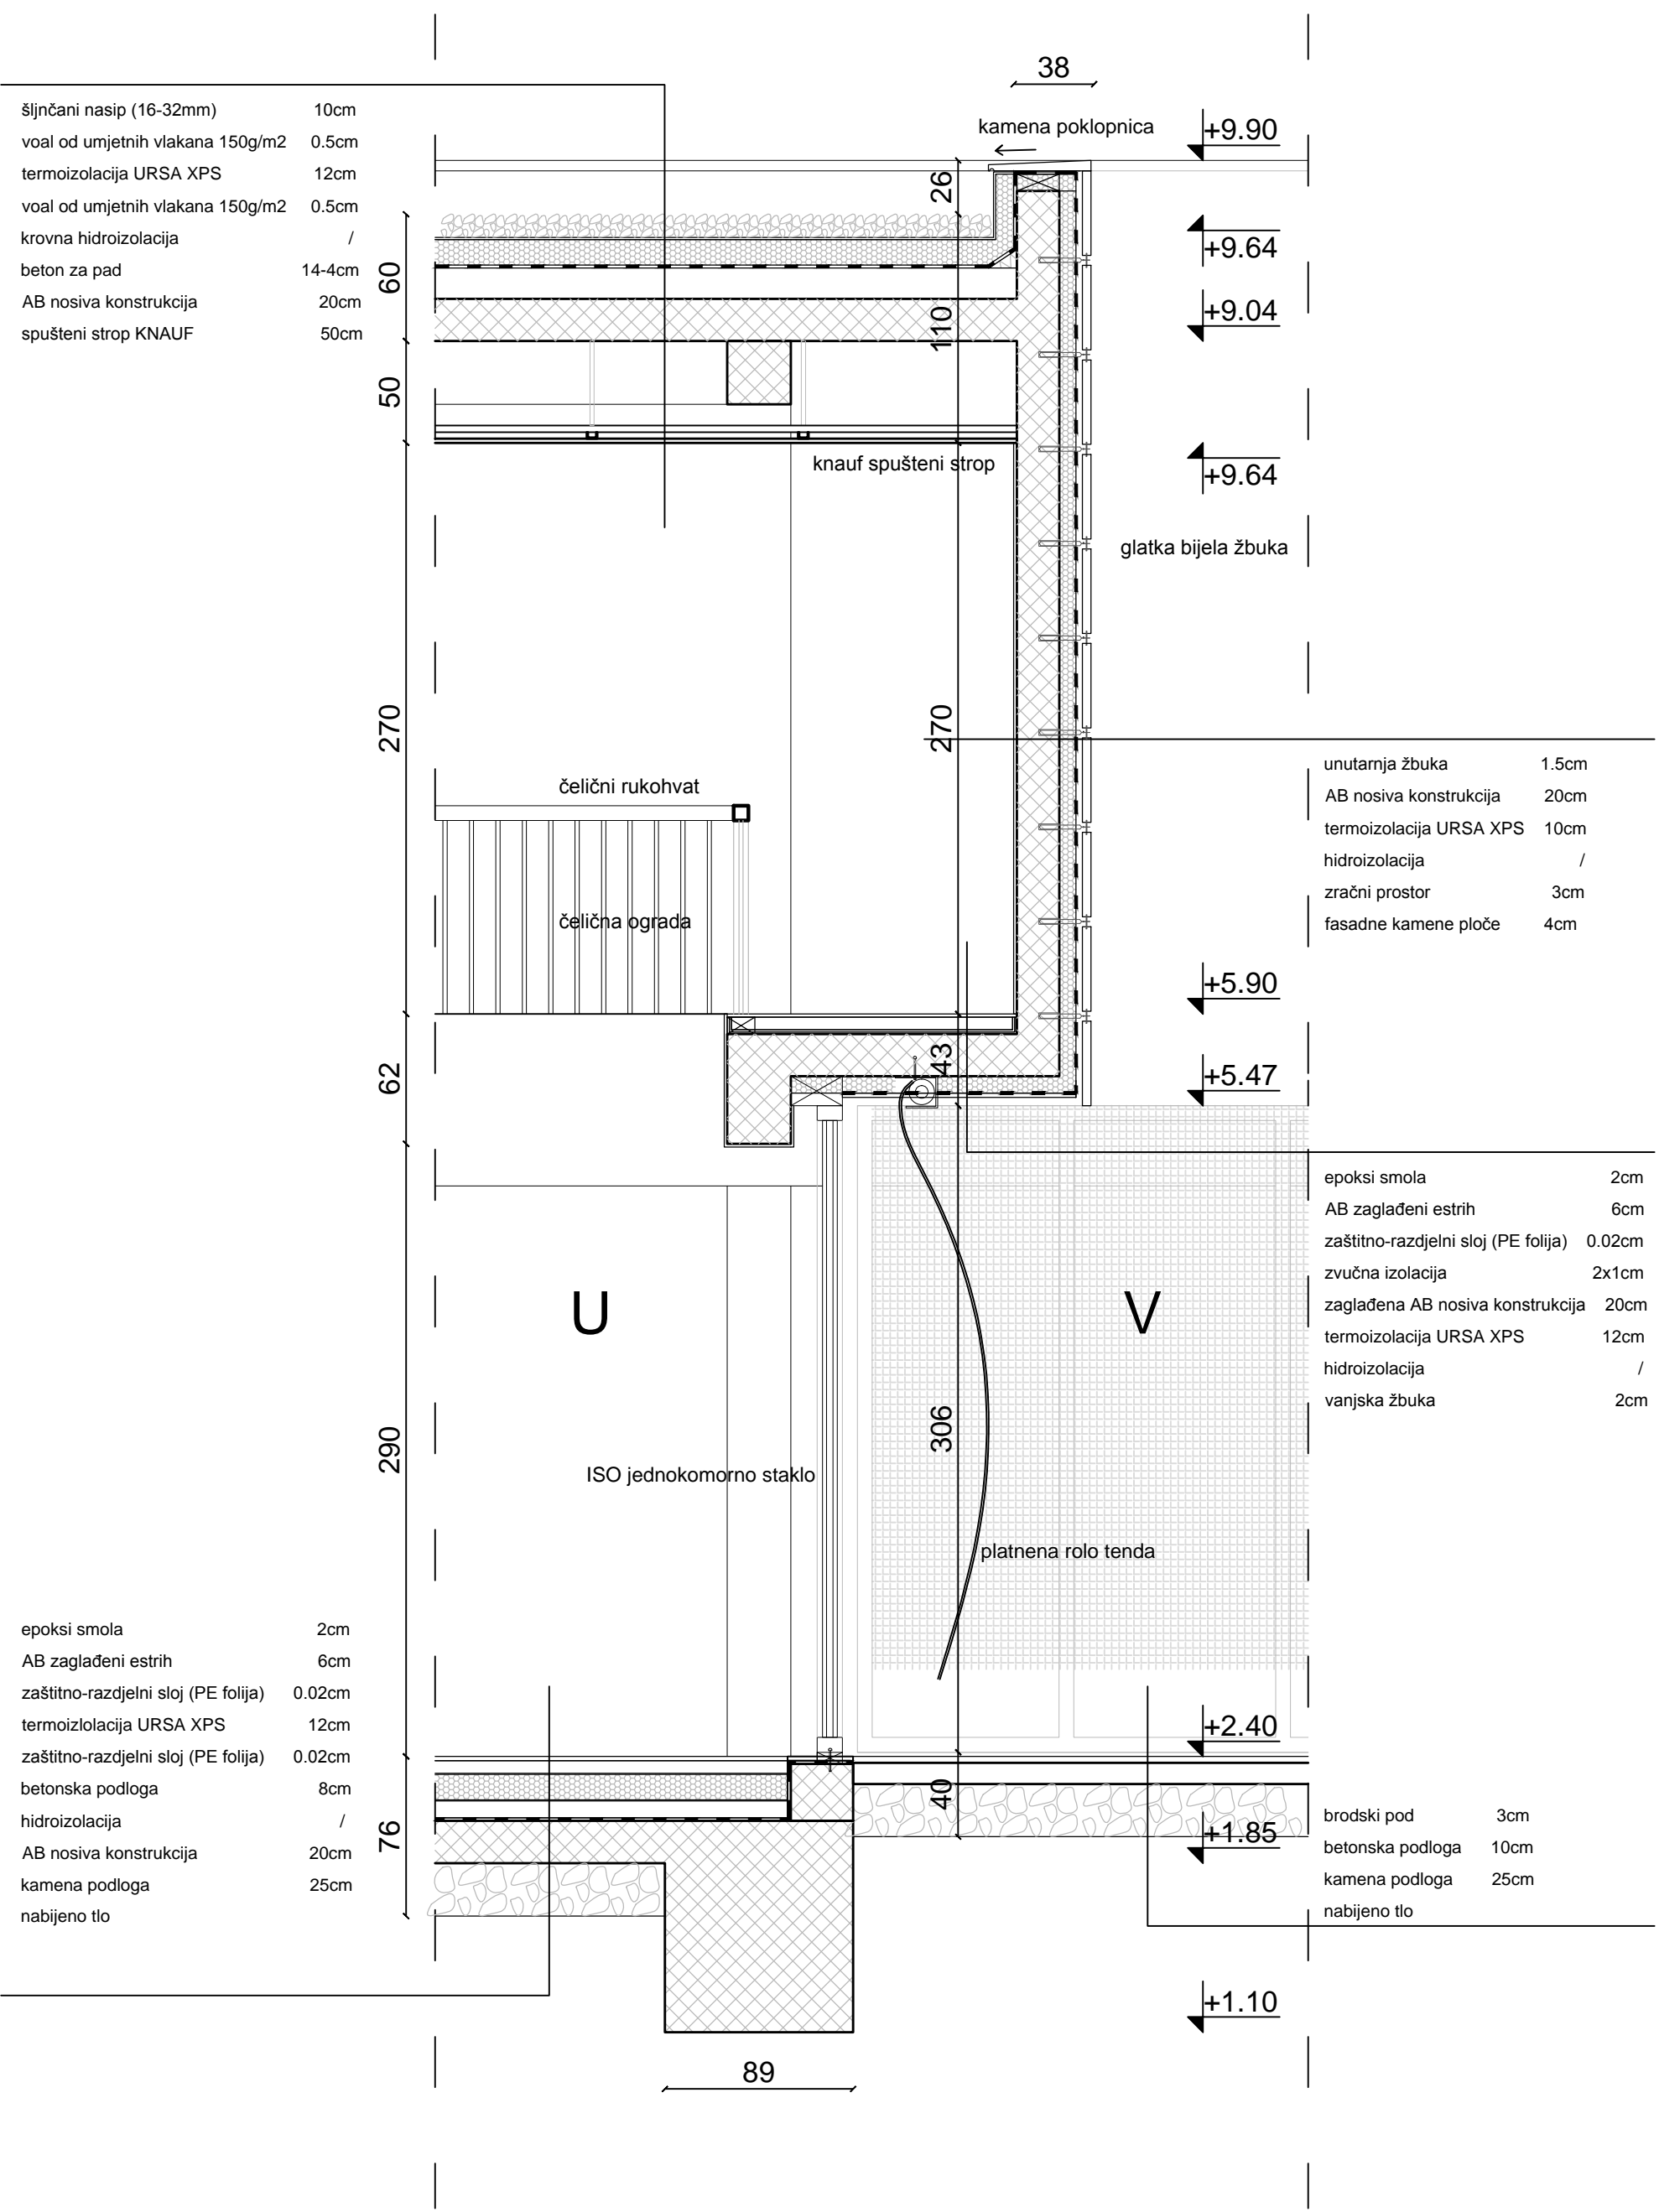 38
kamena poklopnica
+9.90
šljnčani nasip (16-32mm) 10cm
voal od umjetnih vlakana 150g/m2 0.5cm
termoizolacija URSA XPS 12cm
voal od umjetnih vlakana 150g/m2 0.5cm
krovna hidroizolacija /
beton za pad 14-4cm
AB nosiva konstrukcija 20cm
spušteni strop KNAUF 50cm
26
60
+9.64
110
+9.04
50
knauf spušteni strop
+9.64
glatka bijela žbuka
270
270
unutarnja žbuka 1.5cm
AB nosiva konstrukcija 20cm
termoizolacija URSA XPS 10cm
hidroizolacija /
zračni prostor 3cm
fasadne kamene ploče 4cm
čelični rukohvat
čelična ograda
+5.90
62
43
+5.47
epoksi smola 2cm
AB zaglađeni estrih 6cm
zaštitno-razdjelni sloj (PE folija) 0.02cm
zvučna izolacija 2x1cm
zaglađena AB nosiva konstrukcija 20cm
termoizolacija URSA XPS 12cm
hidroizolacija /
vanjska žbuka 2cm
U
V
290
306
ISO jednokomorno staklo
platnena rolo tenda
epoksi smola 2cm
AB zaglađeni estrih 6cm
zaštitno-razdjelni sloj (PE folija) 0.02cm
termoizlolacija URSA XPS 12cm
zaštitno-razdjelni sloj (PE folija) 0.02cm
betonska podloga 8cm
hidroizolacija /
AB nosiva konstrukcija 20cm
kamena podloga 25cm
nabijeno tlo
+2.40
40
76
+1.85
brodski pod 3cm
betonska podloga 10cm
kamena podloga 25cm
nabijeno tlo
+1.10
89